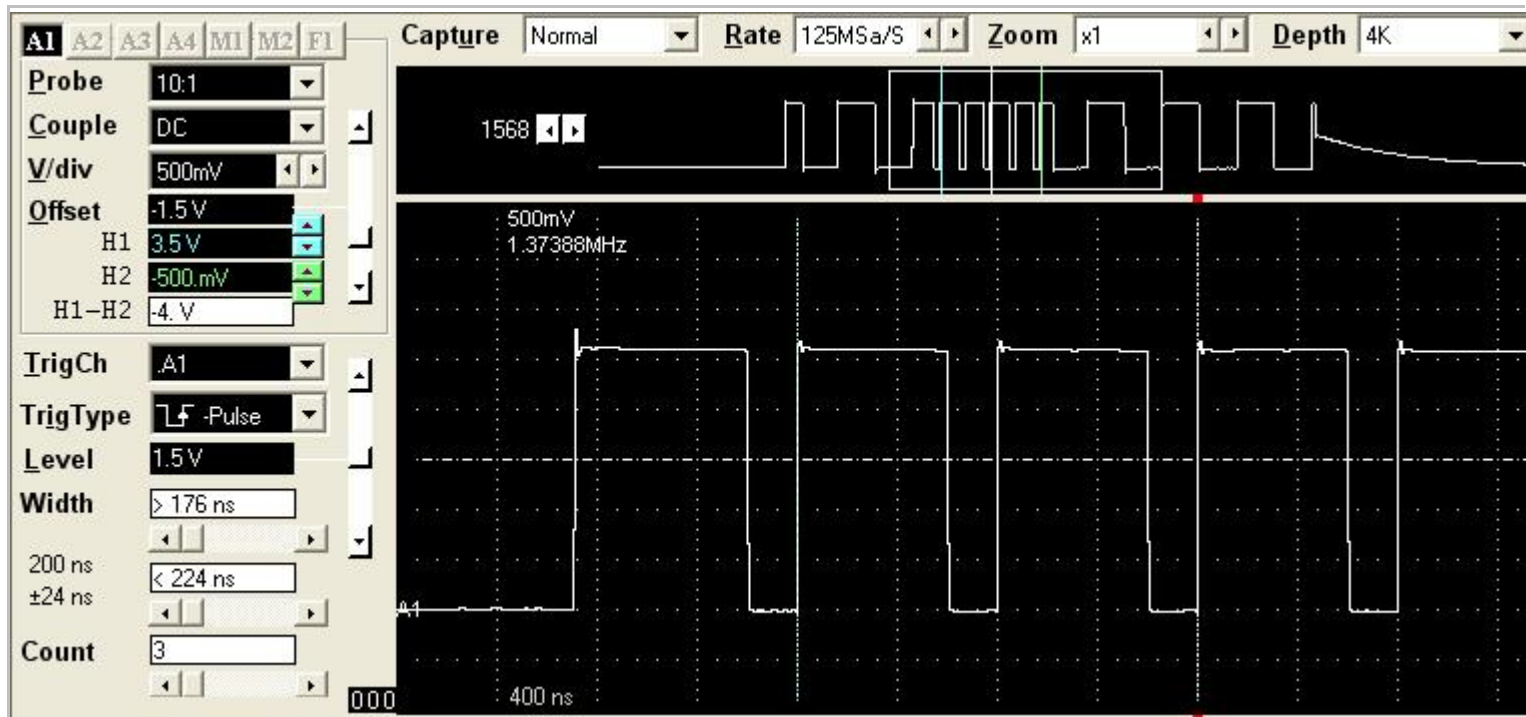 A1 A2 A3 A4 M1 M2 F1
Capture Normal Rate 125MSa/S Zoom x1 Depth 4K
Probe 10:1
Couple DC
V/div 500mV
Offset -1.5 V
H1 3.5 V
H2 -500.mV
H1-H2 -4. V
TrigCh .A1
TrigType -Pulse
Level 1.5 V
Width > 176 ns
200 ns
±24 ns
< 224 ns
Count 3
000
1568
500mV
1.37388MHz
A1
400 ns